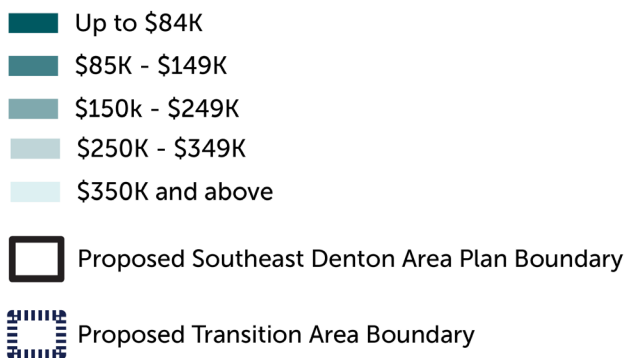 Up to $84K
$85K - $149K
$150k - $249K
$250K - $349K
$350K and above
Proposed Southeast Denton Area Plan Boundary
Proposed Transition Area Boundary